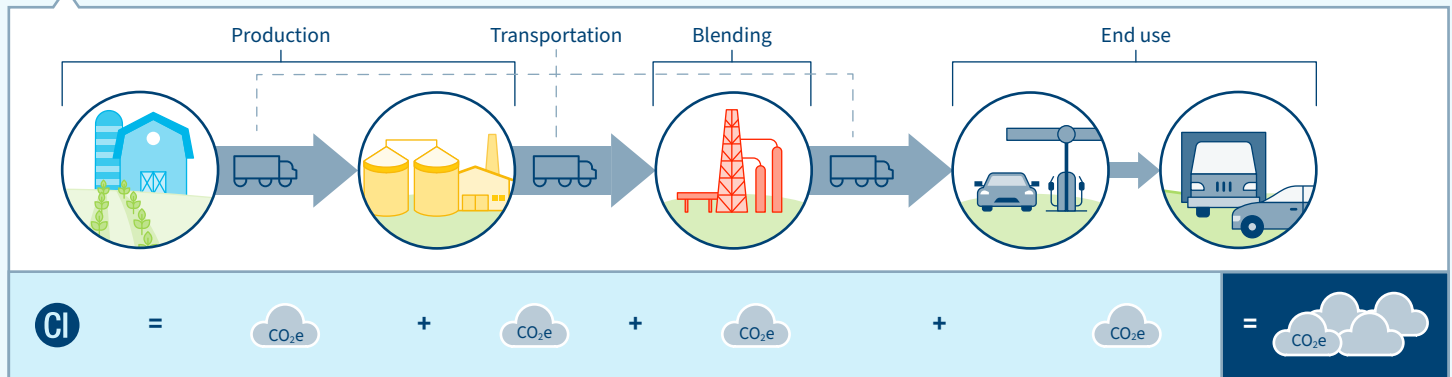 Production
Transportation
Blending
End use
CI = CO₂e + CO₂e + CO₂e + CO₂e = CO₂e